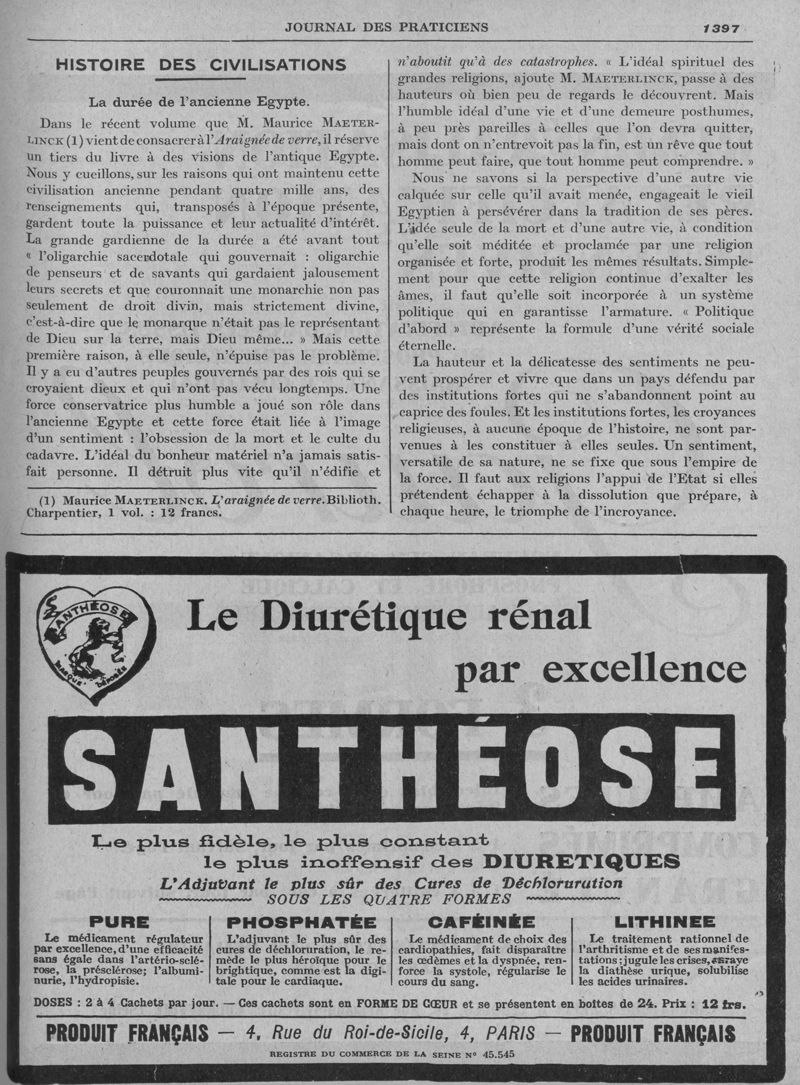 JOURNAL DES PRATICIENS 1397
HISTOIRE DES CIVILISATIONS
La durée de l'ancienne Egypte.
Dans le récent volume que M. Maurice MAETER-
LINCK (1) vient de consacrer à l'Araignée de verre, il réserve
un tiers du livre à des visions de l'antique Egypte.
Nous y cueillons, sur les raisons qui ont maintenu cette
civilisation ancienne pendant quatre mille ans, des
renseignements qui, transposés à l'époque présente,
gardent toute la puissance et leur actualité d'intérêt.
La grande gardienne de la durée a été avant tout
« l'oligarchie sacerdotale qui gouvernait : oligarchie
de penseurs et de savants qui gardaient jalousement
leurs secrets et que couronnait une monarchie non pas
seulement de droit divin, mais strictement divine,
c'est-à-dire que le monarque n'était pas le représentant
de Dieu sur la terre, mais Dieu même... » Mais cette
première raison, à elle seule, n'épuise pas le problème.
Il y a eu d'autres peuples gouvernés par des rois qui se
croyaient dieux et qui n'ont pas vécu longtemps. Une
force conservatrice plus humble a joué son rôle dans
l'ancienne Egypte et cette force était liée à l'image
d'un sentiment : l'obsession de la mort et le culte du
cadavre. L'idéal du bonheur matériel n'a jamais satis-
fait personne. Il détruit plus vite qu'il n'édifie et
(1) Maurice MAETERLINCK. L'araignée de verre. Biblioth.
Charpentier, 1 vol. : 12 francs.
n'aboutit qu'à des catastrophes. « L'idéal spirituel des
grandes religions, ajoute M. MAETERLINCK, passe à des
hauteurs où bien peu de regards le découvrent. Mais
l'humble idéal d'une vie et d'une demeure posthumes,
à peu près pareilles à celles que l'on devra quitter,
mais dont on n'entrevoit pas la fin, est un rêve que tout
homme peut faire, que tout homme peut comprendre. »
Nous ne savons si la perspective d'une autre vie
calquée sur celle qu'il avait menée, engageait le vieil
Egyptien à persévérer dans la tradition de ses pères.
L'idée seule de la mort et d'une autre vie, à condition
qu'elle soit méditée et proclamée par une religion
organisée et forte, produit les mêmes résultats. Simple-
ment pour que cette religion continue d'exalter les
âmes, il faut qu'elle soit incorporée à un système
politique qui en garantisse l'armature. « Politique
d'abord » représente la formule d'une vérité sociale
éternelle.
La hauteur et la délicatesse des sentiments ne peu-
vent prospérer et vivre que dans un pays défendu par
des institutions fortes qui ne s'abandonnent point au
caprice des foules. Et les institutions fortes, les croyances
religieuses, à aucune époque de l'histoire, ne sont par-
venues à les constituer à elles seules. Un sentiment,
versatile de sa nature, ne se fixe que sous l'empire de
la force. Il faut aux religions l'appui de l'Etat si elles
prétendent échapper à la dissolution que prépare, à
chaque heure, le triomphe de l'incroyance.
SANTHÉOSE
MARQUE DÉPOSÉE
Le Diurétique rénal
par excellence
SANTHÉOSE
Le plus fidèle, le plus constant
le plus inoffensif des DIURETIQUES
L'Adjuvant le plus sûr des Cures de Déchloruration
SOUS LES QUATRE FORMES
PURE
Le médicament régulateur
par excellence, d'une efficacité
sans égale dans l'artério-sclé-
rose, la présclérose; l'albumi-
nurie, l'hydropisie.
PHOSPHATÉE
L'adjuvant le plus sûr des
cures de déchloruration, le re-
mède le plus héroïque pour le
brightique, comme est la digi-
tale pour le cardiaque.
CAFÉINÉE
Le médicament de choix des
cardiopathies, fait disparaître
les œdèmes et la dyspnée, ren-
force la systole, régularise le
cours du sang.
LITHINEE
Le traitement rationnel de
l'arthritisme et de ses manifes-
tations ; jugule les crises, enraye
la diathèse urique, solubilise
les acides urinaires.
DOSES : 2 à 4 Cachets par jour. — Ces cachets sont en FORME DE CŒUR et se présentent en boîtes de 24. Prix : 12 frs.
PRODUIT FRANÇAIS — 4, Rue du Roi-de-Sicile, 4, PARIS — PRODUIT FRANÇAIS
REGISTRE DU COMMERCE DE LA SEINE N° 45.545